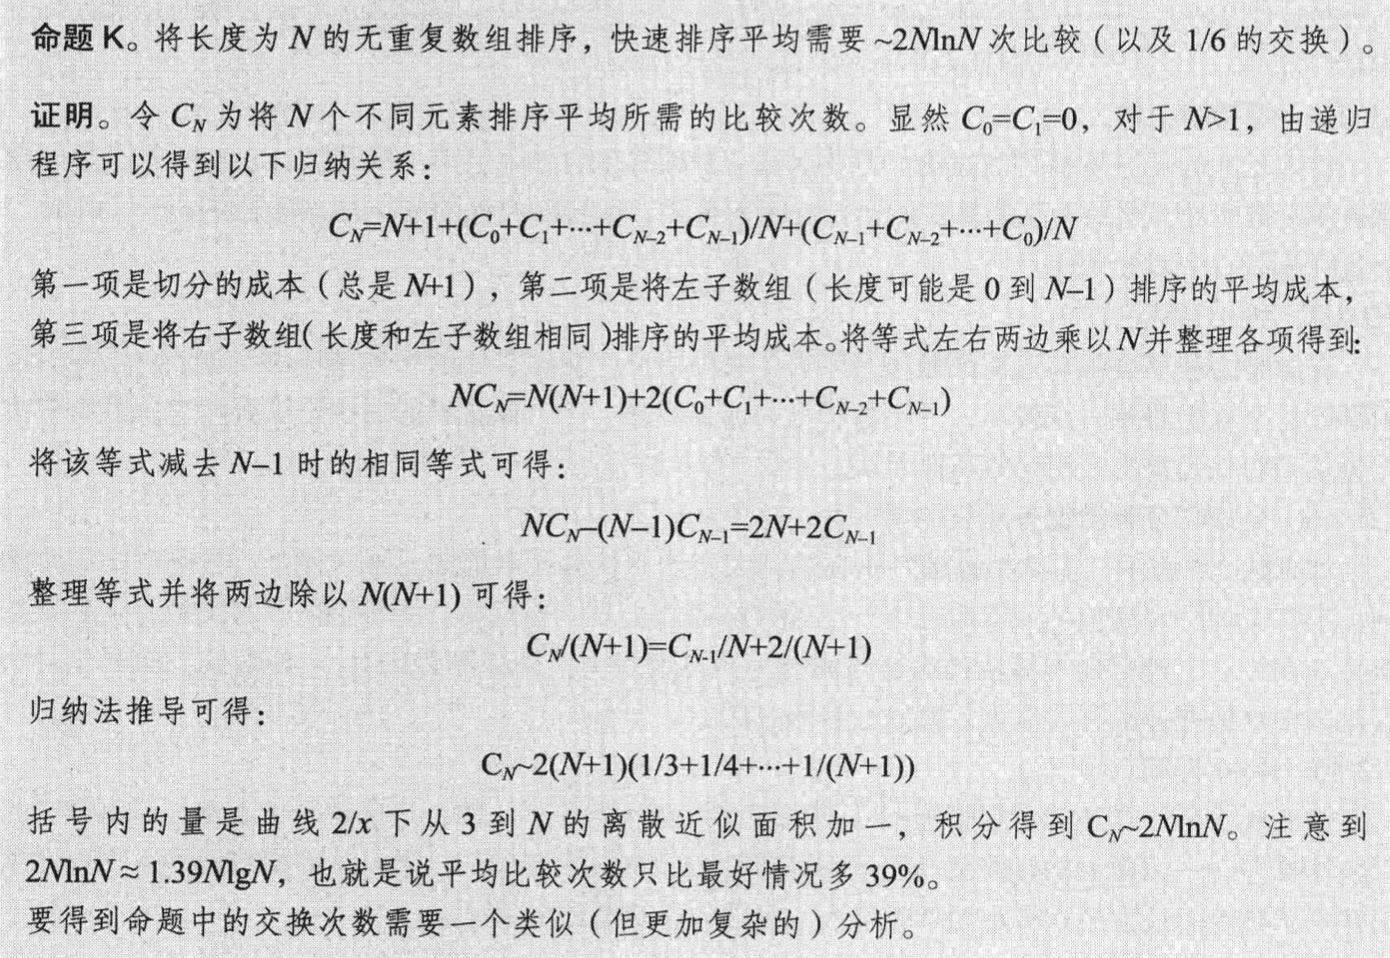 命题 K。将长度为 N 的无重复数组排序，快速排序平均需要 ~2NlnN 次比较（以及 1/6 的交换）。
证明。令 C_N 为将 N 个不同元素排序平均所需的比较次数。显然 C_0=C_1=0，对于 N>1，由递归
程序可以得到以下归纳关系：
C_N=N+1+(C_0+C_1+⋯+C_{N-2}+C_{N-1})/N+(C_{N-1}+C_{N-2}+⋯+C_0)/N
第一项是切分的成本（总是 N+1），第二项是将左子数组（长度可能是 0 到 N–1）排序的平均成本，
第三项是将右子数组(长度和左子数组相同)排序的平均成本。将等式左右两边乘以 N 并整理各项得到:
NC_N=N(N+1)+2(C_0+C_1+⋯+C_{N-2}+C_{N-1})
将该等式减去 N–1 时的相同等式可得：
NC_N–(N–1)C_{N-1}=2N+2C_{N-1}
整理等式并将两边除以 N(N+1) 可得：
C_N/(N+1)=C_{N-1}/N+2/(N+1)
归纳法推导可得：
C_N~2(N+1)(1/3+1/4+⋯+1/(N+1))
括号内的量是曲线 2/x 下从 3 到 N 的离散近似面积加一，积分得到 C_N~2NlnN。注意到
2NlnN ≈ 1.39NlgN，也就是说平均比较次数只比最好情况多 39%。
要得到命题中的交换次数需要一个类似（但更加复杂的）分析。